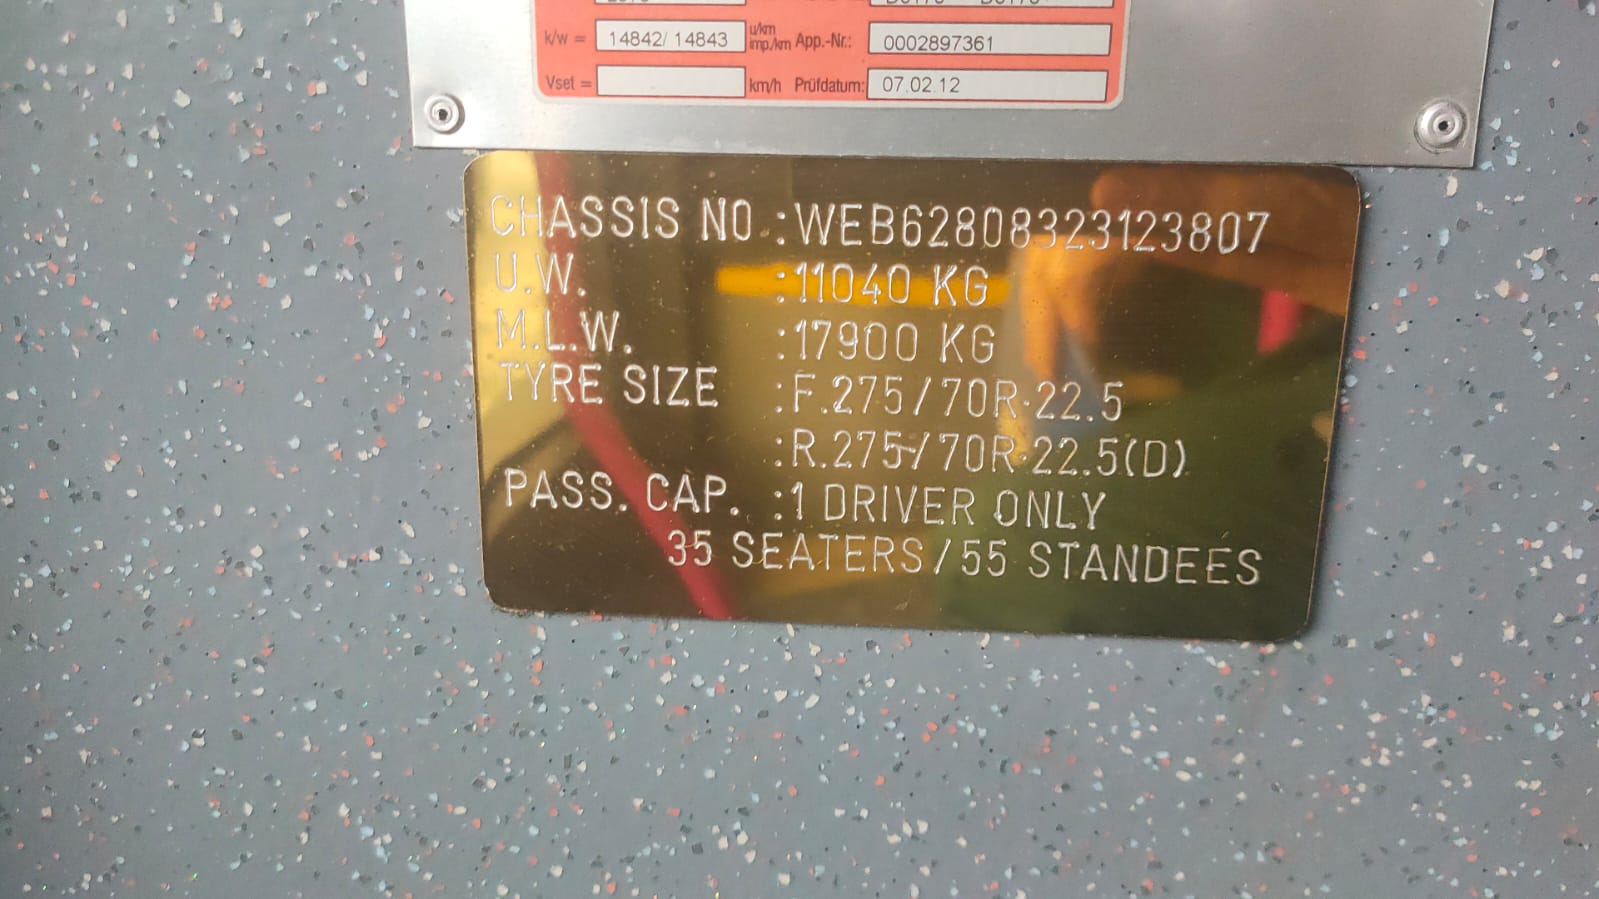 k/w = 14842/ 14843 u/km imp./km App.-Nr.: 0002897361
Vset = km/h Prüfdatum: 07.02.12
CHASSIS NO.:WEB62808323123807
U.W. :11040 KG
M.L.W. :17900 KG
TYRE SIZE :F.275/70R·22.5
:R.275/70R·22.5(D)
PASS. CAP. :1 DRIVER ONLY
35 SEATERS/55 STANDEES